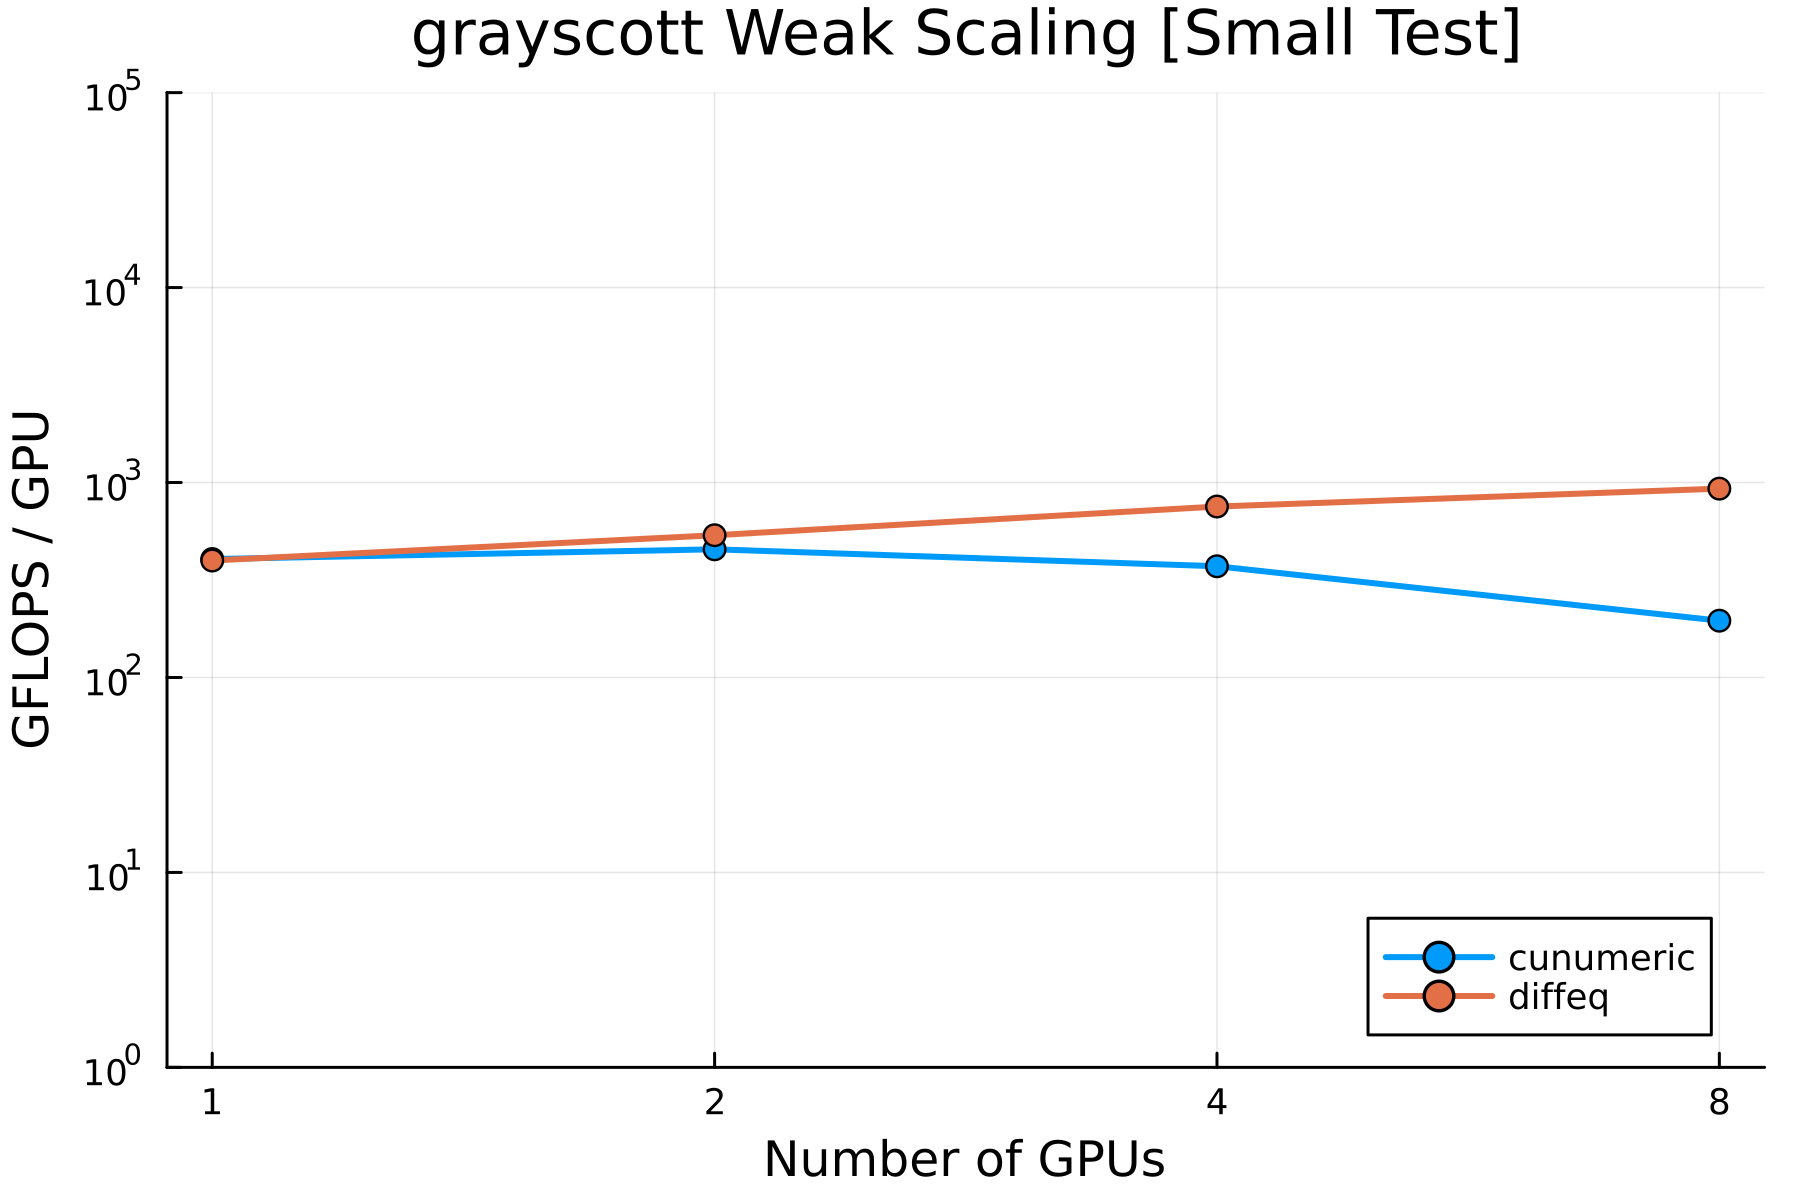 grayscott Weak Scaling [Small Test]
GFLOPS / GPU
10^5
10^4
10^3
10^2
10^1
10^0
1 2 4 8
Number of GPUs
cunumeric
diffeq